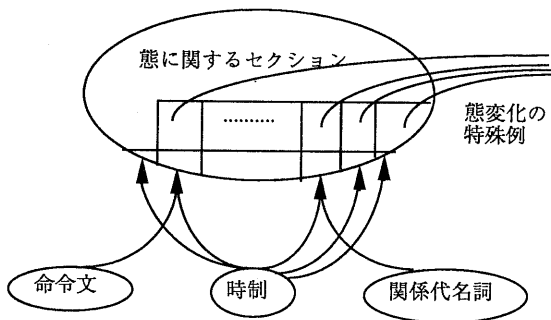 態に関するセクション
..........
態変化の
特殊例
命令文
時制
関係代名詞